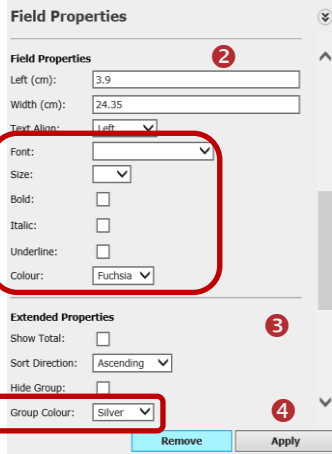 Field Properties
Field Properties 2
Left (cm): 3.9
Width (cm): 24.35
Text Align: Left
Font:
Size:
Bold:
Italic:
Underline:
Colour: Fuchsia
Extended Properties 3
Show Total:
Sort Direction: Ascending
Hide Group:
Group Colour: Silver 4
Remove Apply